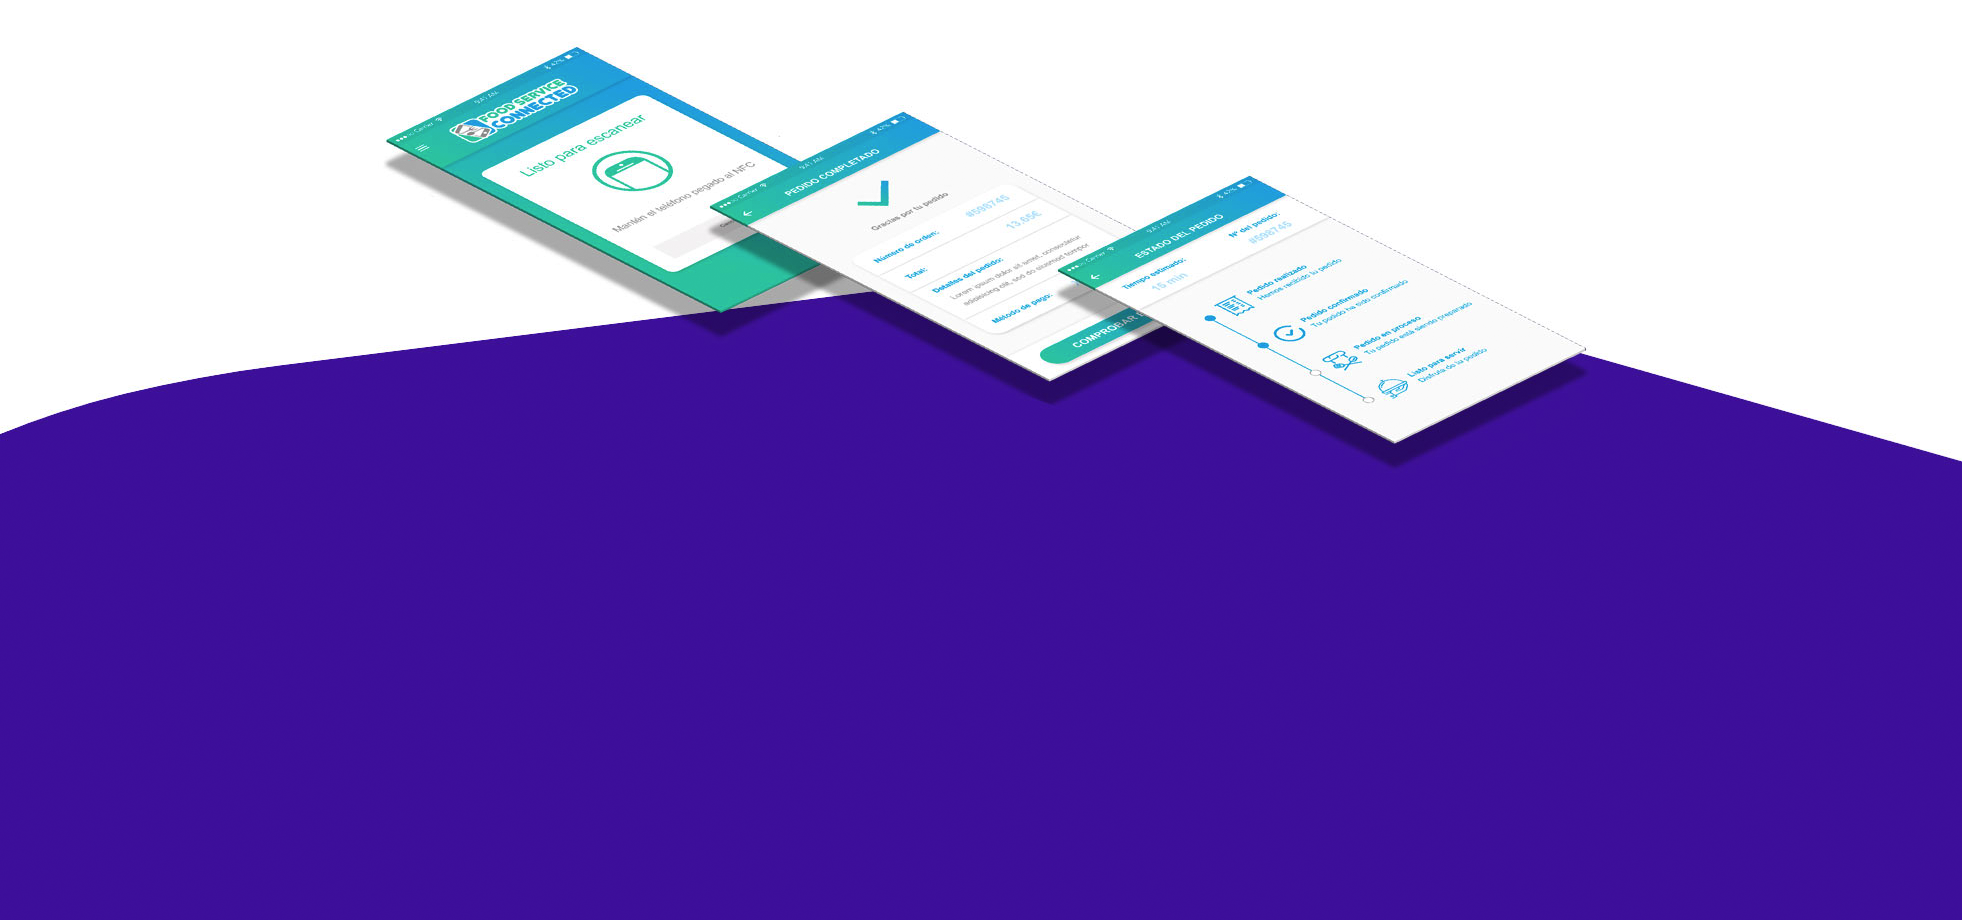 Carrier
9:41 AM
42%
FOOD SERVICE
CONNECTED
Listo para escanear
Mantén el teléfono pegado al NFC
Carrier
9:41 AM
42%
PEDIDO COMPLETADO
Gracias por tu pedido
Número de orden:
#598745
Total:
13.65€
Detalles del pedido:
Lorem ipsum dolor sit amet, consectetur
adipisicing elit, sed do eiusmod tempor
Método de pago:
COMPROBAR
Carrier
9:41 AM
42%
ESTADO DEL PEDIDO
Tiempo estimado:
15 min
Nº del pedido:
#598745
Pedido realizado
Hemos recibido tu pedido
Pedido confirmado
Tu pedido ha sido confirmado
Pedido en proceso
Tu pedido está siendo preparado
Listo para servir
Disfruta de tu pedido